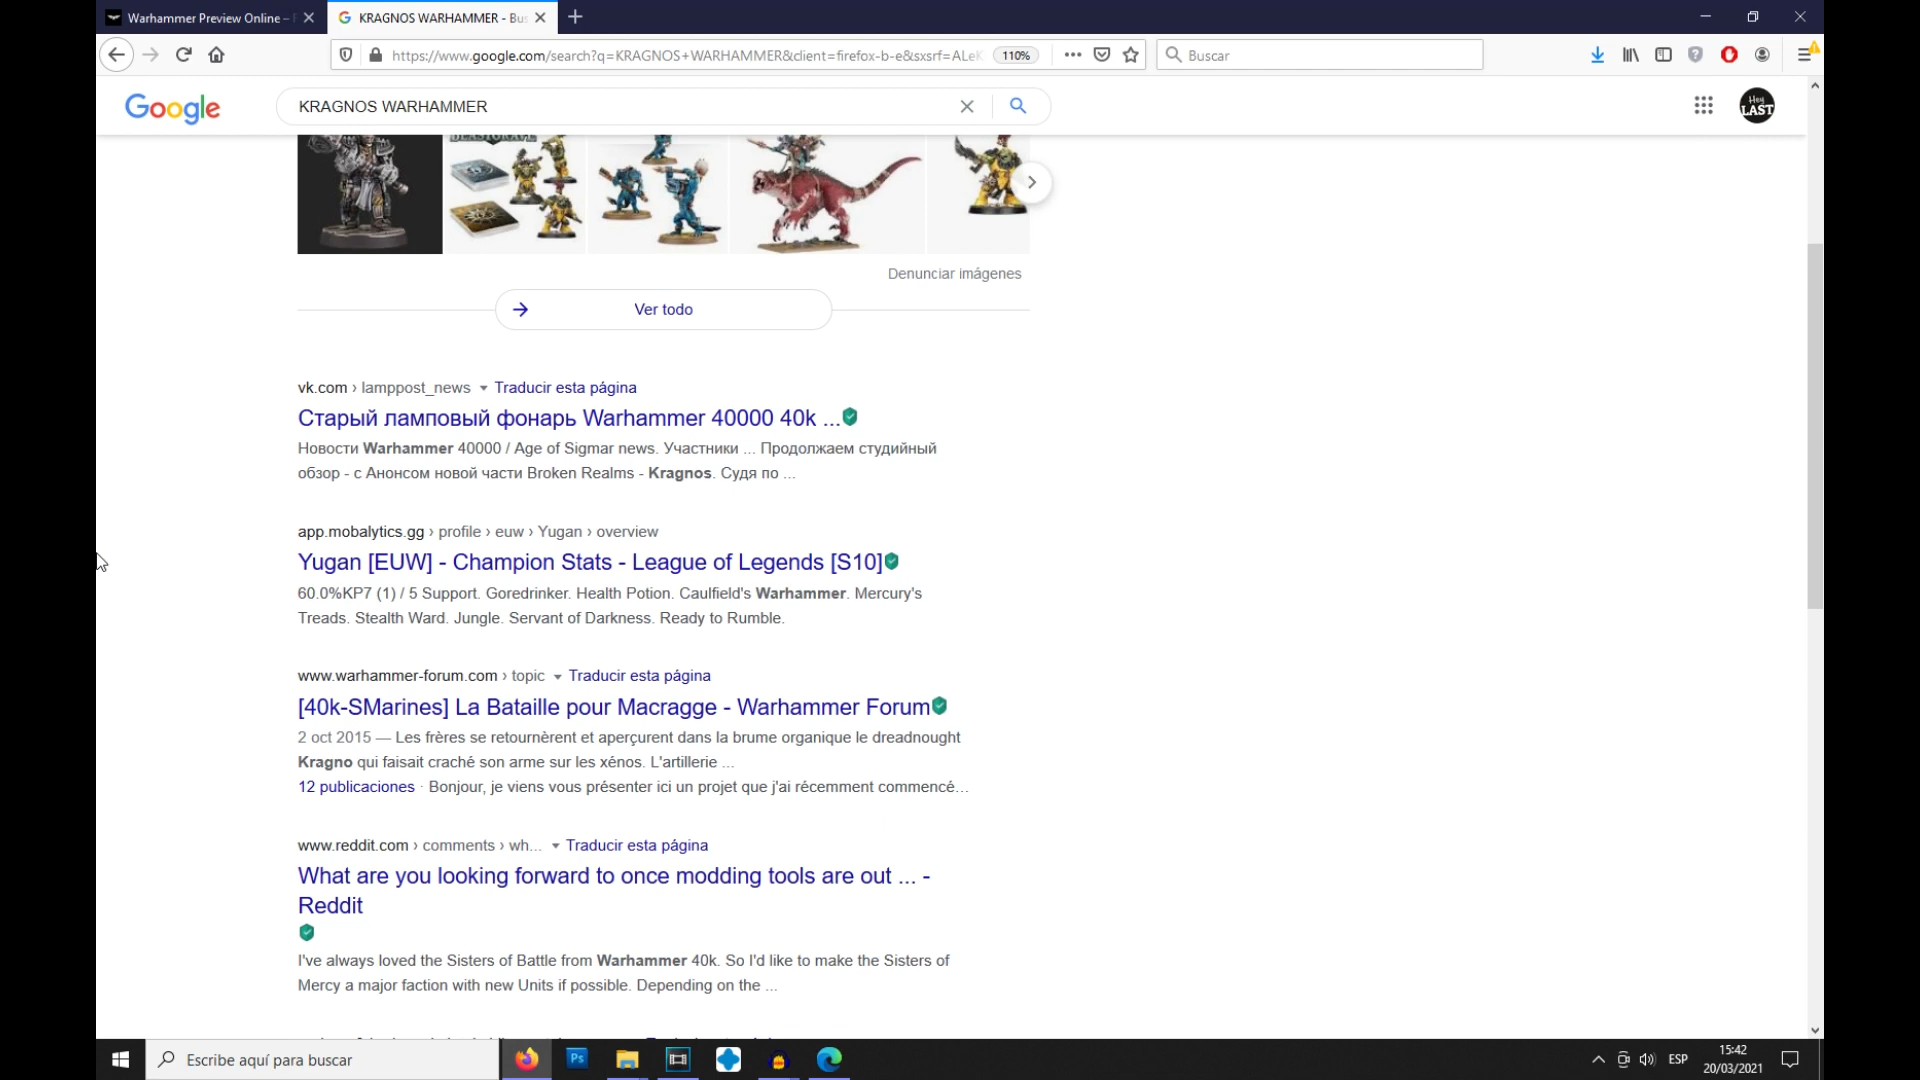 Warhammer Preview Online –
KRAGNOS WARHAMMER - Bus
https://www.google.com/search?q=KRAGNOS+WARHAMMER&client=firefox-b-e&sxsrf=ALeK
110%
Buscar
Google
KRAGNOS WARHAMMER
Hey LAST
Denunciar imágenes
Ver todo
vk.com › lamppost_news
Traducir esta página
Старый ламповый фонарь Warhammer 40000 40k ...
Новости Warhammer 40000 / Age of Sigmar news. Участники ... Продолжаем студийный
обзор - с Анонсом новой части Broken Realms - Kragnos. Судя по ...
app.mobalytics.gg › profile › euw › Yugan › overview
Yugan [EUW] - Champion Stats - League of Legends [S10]
60.0%KP7 (1) / 5 Support. Goredrinker. Health Potion. Caulfield's Warhammer. Mercury's
Treads. Stealth Ward. Jungle. Servant of Darkness. Ready to Rumble.
www.warhammer-forum.com › topic
Traducir esta página
[40k-SMarines] La Bataille pour Macragge - Warhammer Forum
2 oct 2015 — Les frères se retournèrent et aperçurent dans la brume organique le dreadnought
Kragno qui faisait craché son arme sur les xénos. L'artillerie ...
12 publicaciones · Bonjour, je viens vous présenter ici un projet que j'ai récemment commencé...
www.reddit.com › comments › wh...
Traducir esta página
What are you looking forward to once modding tools are out ... -
Reddit
I've always loved the Sisters of Battle from Warhammer 40k. So I'd like to make the Sisters of
Mercy a major faction with new Units if possible. Depending on the ...
Escribe aquí para buscar
Ps
ESP
15:42
20/03/2021